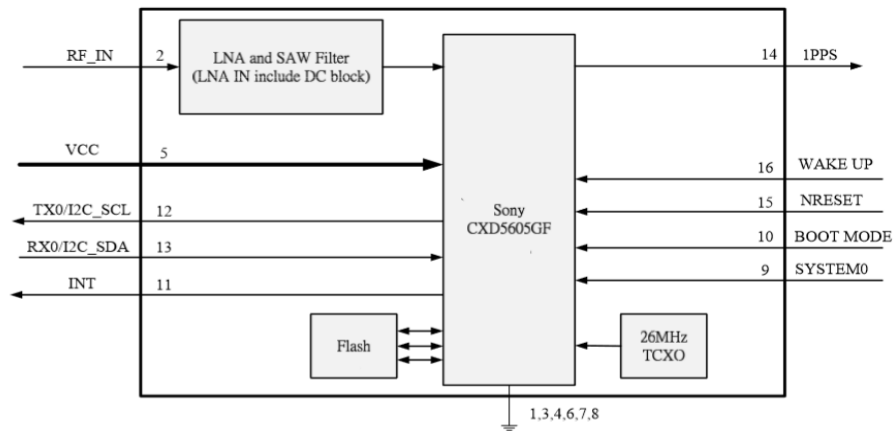 RF_IN 2
LNA and SAW Filter
(LNA IN include DC block)
14 1PPS
VCC 5
16 WAKE UP
TX0/I2C_SCL 12
15 NRESET
Sony
CXD5605GF
RX0/I2C_SDA 13
10 BOOT MODE
INT 11
9 SYSTEM0
Flash
26MHz
TCXO
1,3,4,6,7,8